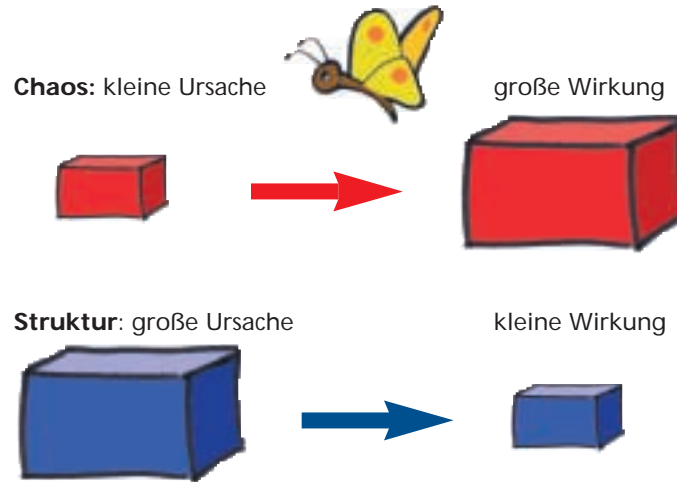 Chaos: kleine Ursache
große Wirkung
Struktur: große Ursache
kleine Wirkung